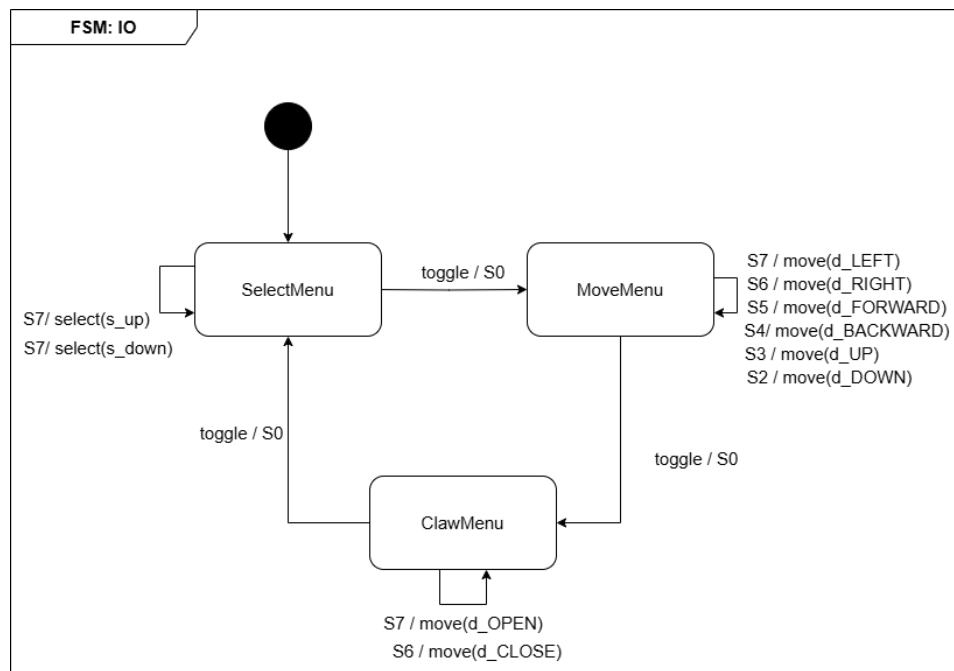 FSM: IO
SelectMenu
toggle / S0
MoveMenu
S7/ select(s_up)
S7/ select(s_down)
S7 / move(d_LEFT)
S6 / move(d_RIGHT)
S5 / move(d_FORWARD)
S4/ move(d_BACKWARD)
S3 / move(d_UP)
S2 / move(d_DOWN)
toggle / S0
toggle / S0
ClawMenu
S7 / move(d_OPEN)
S6 / move(d_CLOSE)